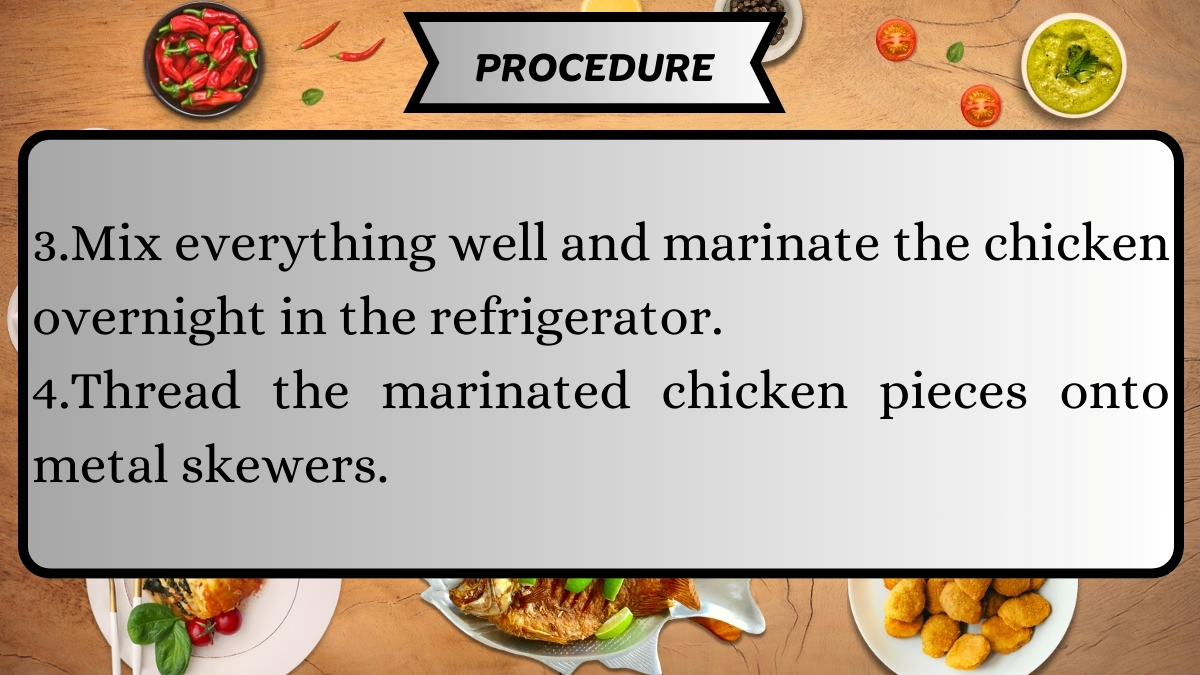 PROCEDURE
3.Mix everything well and marinate the chicken
overnight in the refrigerator.
4.Thread the marinated chicken pieces onto
metal skewers.